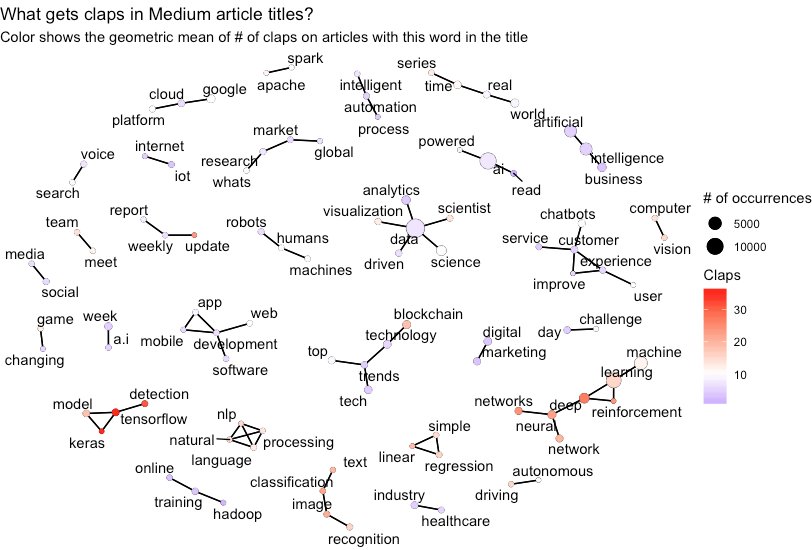 What gets claps in Medium article titles?
Color shows the geometric mean of # of claps on articles with this word in the title
spark
apache
cloud
google
platform
intelligent
automation
process
series
time
real
world
artificial
intelligence
business
voice
search
internet
iot
market
research
global
whats
powered
ai
read
analytics
visualization
scientist
data
driven
science
chatbots
service
customer
experience
improve
user
computer
vision
team
meet
report
weekly
update
robots
humans
machines
media
social
game
changing
week
a.i
app
web
mobile
development
software
blockchain
technology
top
trends
tech
digital
marketing
day
challenge
machine
learning
networks
deep
reinforcement
neural
network
model
detection
tensorflow
keras
nlp
natural
processing
language
simple
linear
regression
online
training
hadoop
text
classification
image
recognition
industry
healthcare
autonomous
driving
# of occurrences
5000
10000
Claps
30
20
10